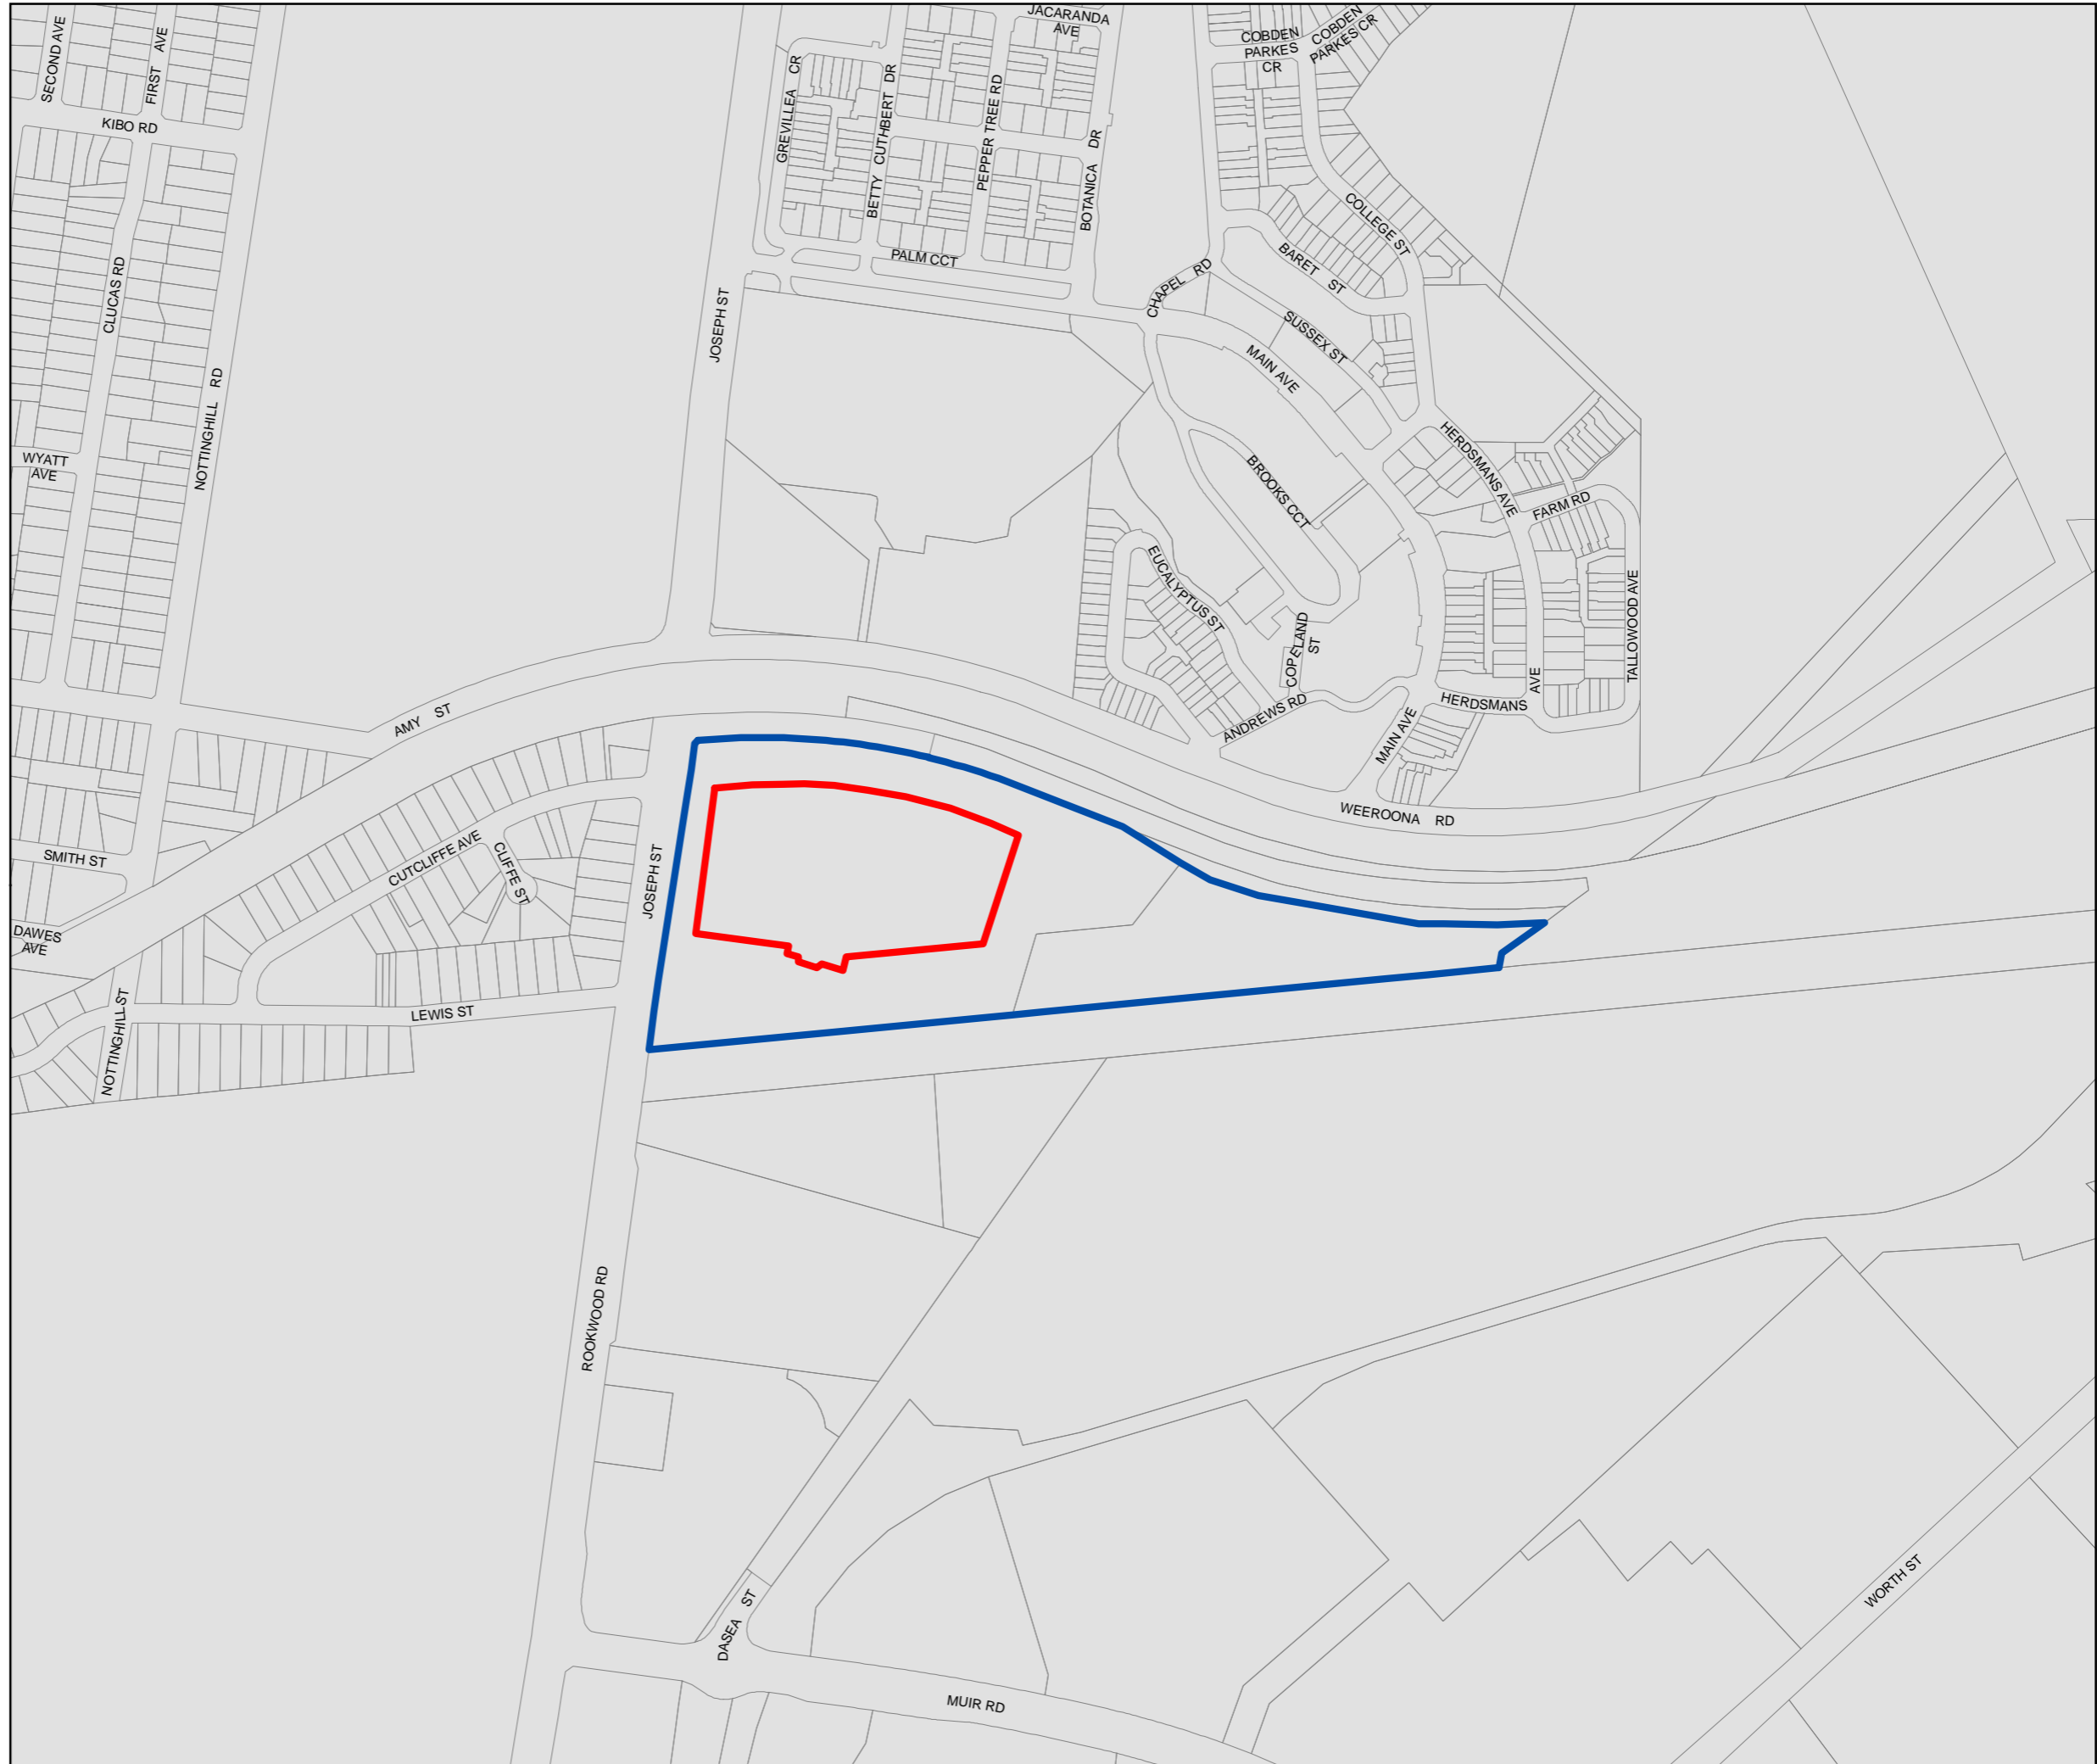 SECOND AVE
FIRST AVE
KIBO RD
CLUCAS RD
NOTTINGHILL RD
WYATT
AVE
JOSEPH ST
GREVILLEA CR
BETTY CUTHBERT DR
PEPPER TREE RD
JACARANDA
AVE
BOTANICA DR
PALM CCT
COBDEN
PARKES
CR
COBDEN
PARKES CR
COLLEGE ST
BARET ST
CHAPEL RD
SUSSEX ST
MAIN AVE
BROOKS CCT
HERDSMANS AVE
FARM RD
TALLOWOOD AVE
EUCALYPTUS ST
COPELAND
ST
ANDREWS RD
HERDSMANS
AVE
MAIN AVE
WEEROONA RD
AMY ST
SMITH ST
CUTCLIFFE AVE
CLIFFE ST
JOSEPH ST
DAWES
AVE
NOTTINGHILL ST
LEWIS ST
ROOKWOOD RD
DASEA ST
MUIR RD
WORTH ST